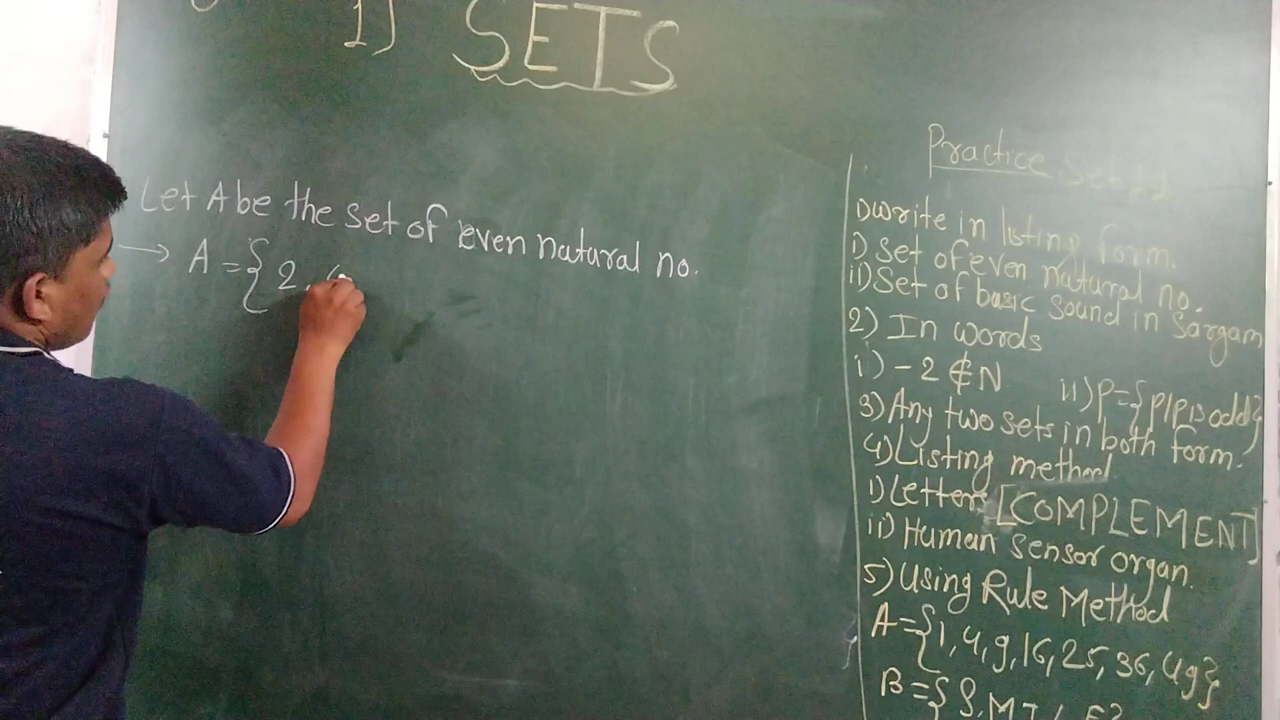 1) SETS
Let A be the set of even natural no.
→ A = { 2,
Practice Set 1.1
1) write in listing form.
i) set of even natural no.
ii) Set of basic sound in Sargam
2) In words
i) -2 ∉ N ii) P={p/p is odd}
3) Any two sets in both form.
4) Listing method
i) Letters [COMPLEMENT]
ii) Human sensor organ.
5) Using Rule Method
A={1,4,9,16,25,36,49}
B={